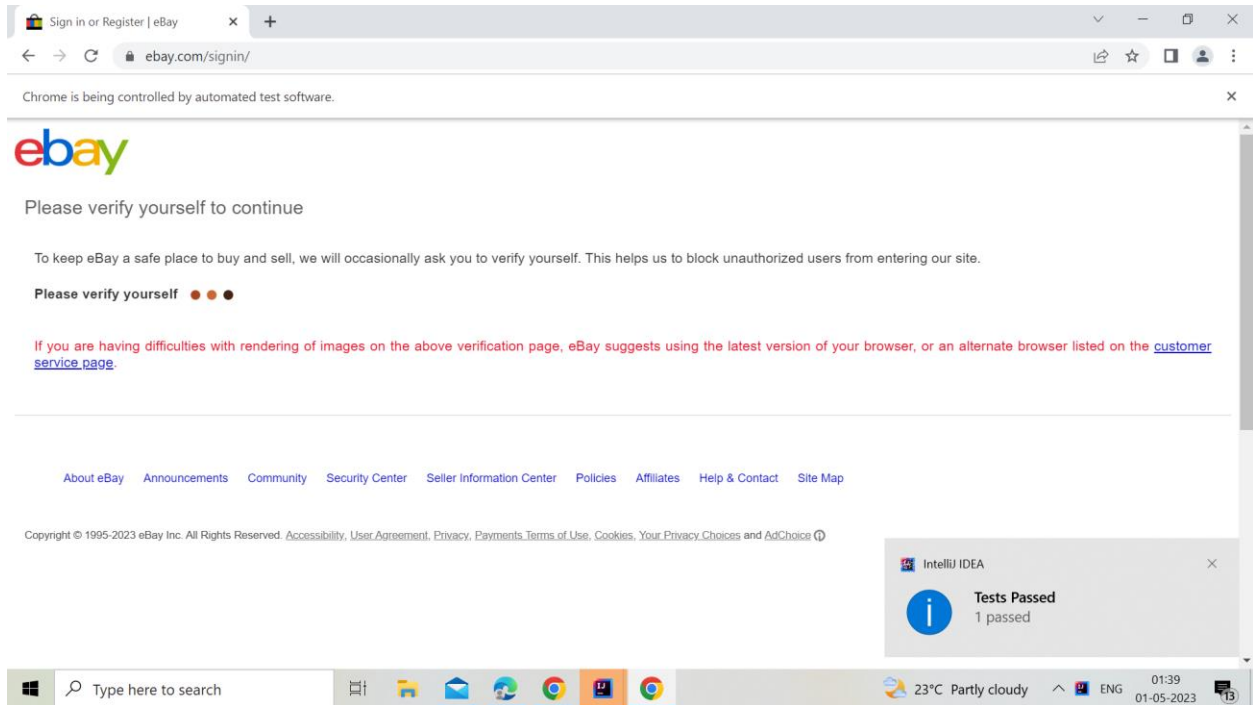 Sign in or Register | eBay
ebay.com/signin/
Chrome is being controlled by automated test software.
ebay
Please verify yourself to continue
To keep eBay a safe place to buy and sell, we will occasionally ask you to verify yourself. This helps us to block unauthorized users from entering our site.
Please verify yourself
If you are having difficulties with rendering of images on the above verification page, eBay suggests using the latest version of your browser, or an alternate browser listed on the customer
service page.
About eBay Announcements Community Security Center Seller Information Center Policies Affiliates Help & Contact Site Map
Copyright © 1995-2023 eBay Inc. All Rights Reserved. Accessibility, User Agreement, Privacy, Payments Terms of Use, Cookies, Your Privacy Choices and AdChoice
IntelliJ IDEA
Tests Passed
1 passed
Type here to search
23°C Partly cloudy
ENG
01:39
01-05-2023
13